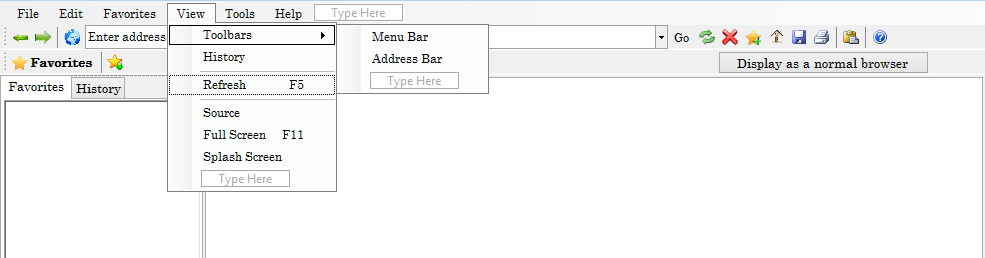 File Edit Favorites View Tools Help Type Here
Enter address Go
Toolbars
Menu Bar
History
Address Bar
Favorites
Display as a normal browser
Type Here
Refresh F5
Favorites History
Source
Full Screen F11
Splash Screen
Type Here